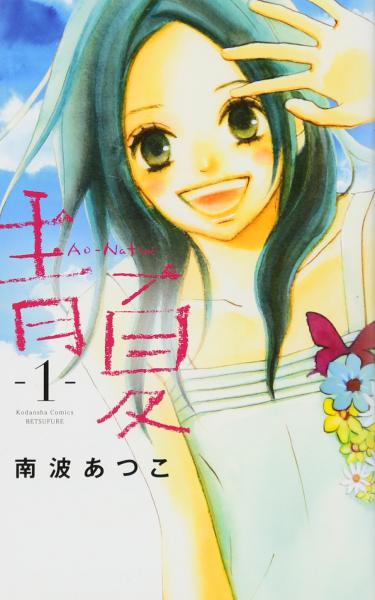 青夏
Ao-Natsu
-1-
Kodansha Comics
BETSUFURE
南波あつこ